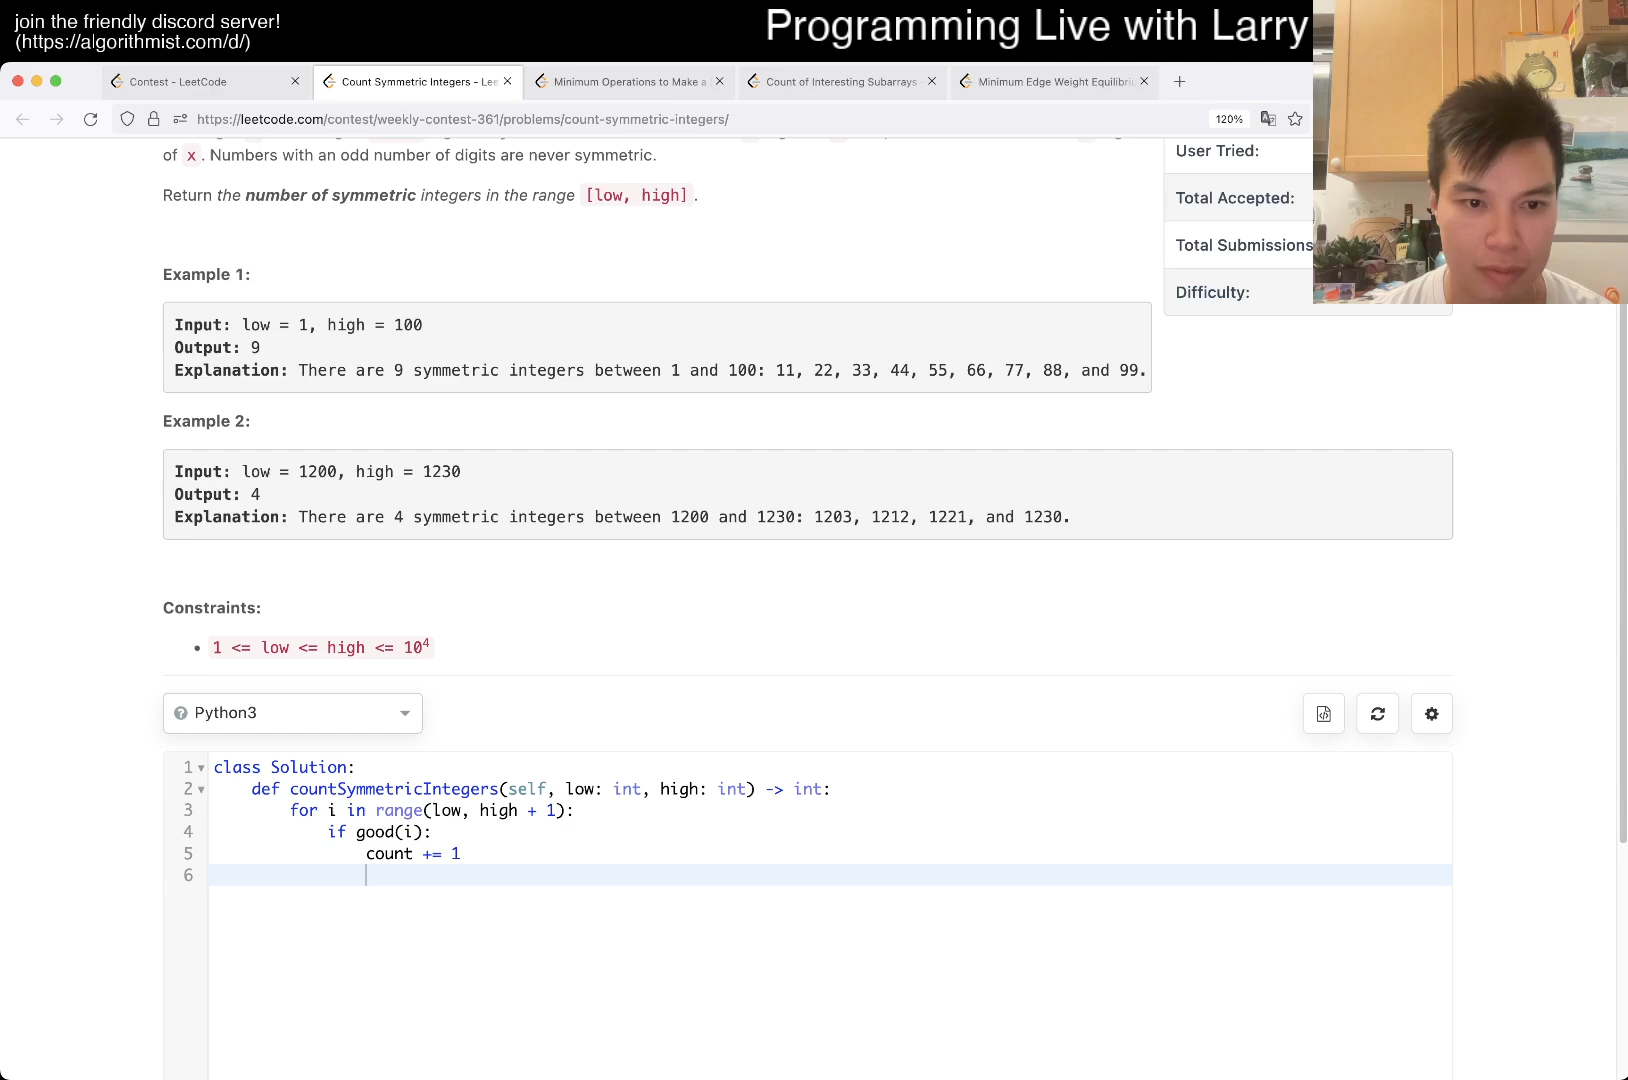 join the friendly discord server!
(https://algorithmist.com/d/)
Programming Live with Larry
Contest - LeetCode
Count Symmetric Integers - Lee
Minimum Operations to Make a
Count of Interesting Subarrays
Minimum Edge Weight Equilibriu
https://leetcode.com/contest/weekly-contest-361/problems/count-symmetric-integers/
120%
of x. Numbers with an odd number of digits are never symmetric.
Return the number of symmetric integers in the range [low, high].
User Tried:
Total Accepted:
Total Submissions
Difficulty:
Example 1:
Input: low = 1, high = 100
Output: 9
Explanation: There are 9 symmetric integers between 1 and 100: 11, 22, 33, 44, 55, 66, 77, 88, and 99.
Example 2:
Input: low = 1200, high = 1230
Output: 4
Explanation: There are 4 symmetric integers between 1200 and 1230: 1203, 1212, 1221, and 1230.
Constraints:
• 1 <= low <= high <= 10⁴
Python3
1 class Solution:
2 def countSymmetricIntegers(self, low: int, high: int) -> int:
3 for i in range(low, high + 1):
4 if good(i):
5 count += 1
6